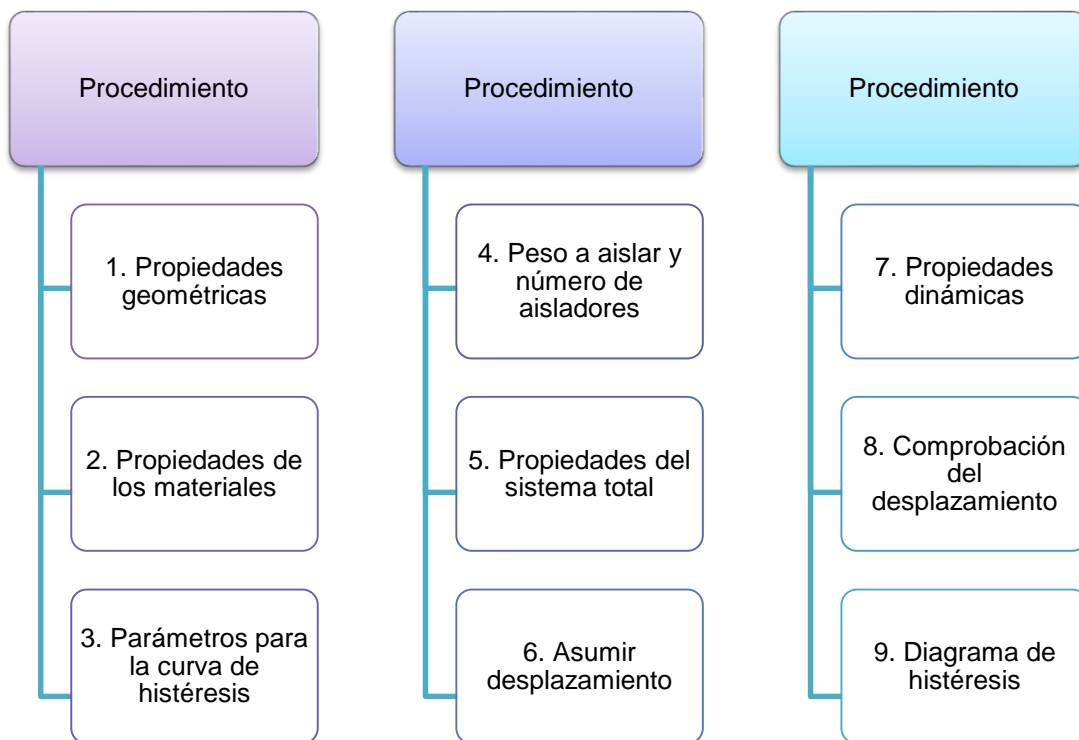 Procedimiento
1. Propiedades
geométricas
2. Propiedades de
los materiales
3. Parámetros para
la curva de
histéresis
Procedimiento
4. Peso a aislar y
número de
aisladores
5. Propiedades del
sistema total
6. Asumir
desplazamiento
Procedimiento
7. Propiedades
dinámicas
8. Comprobación
del
desplazamiento
9. Diagrama de
histéresis